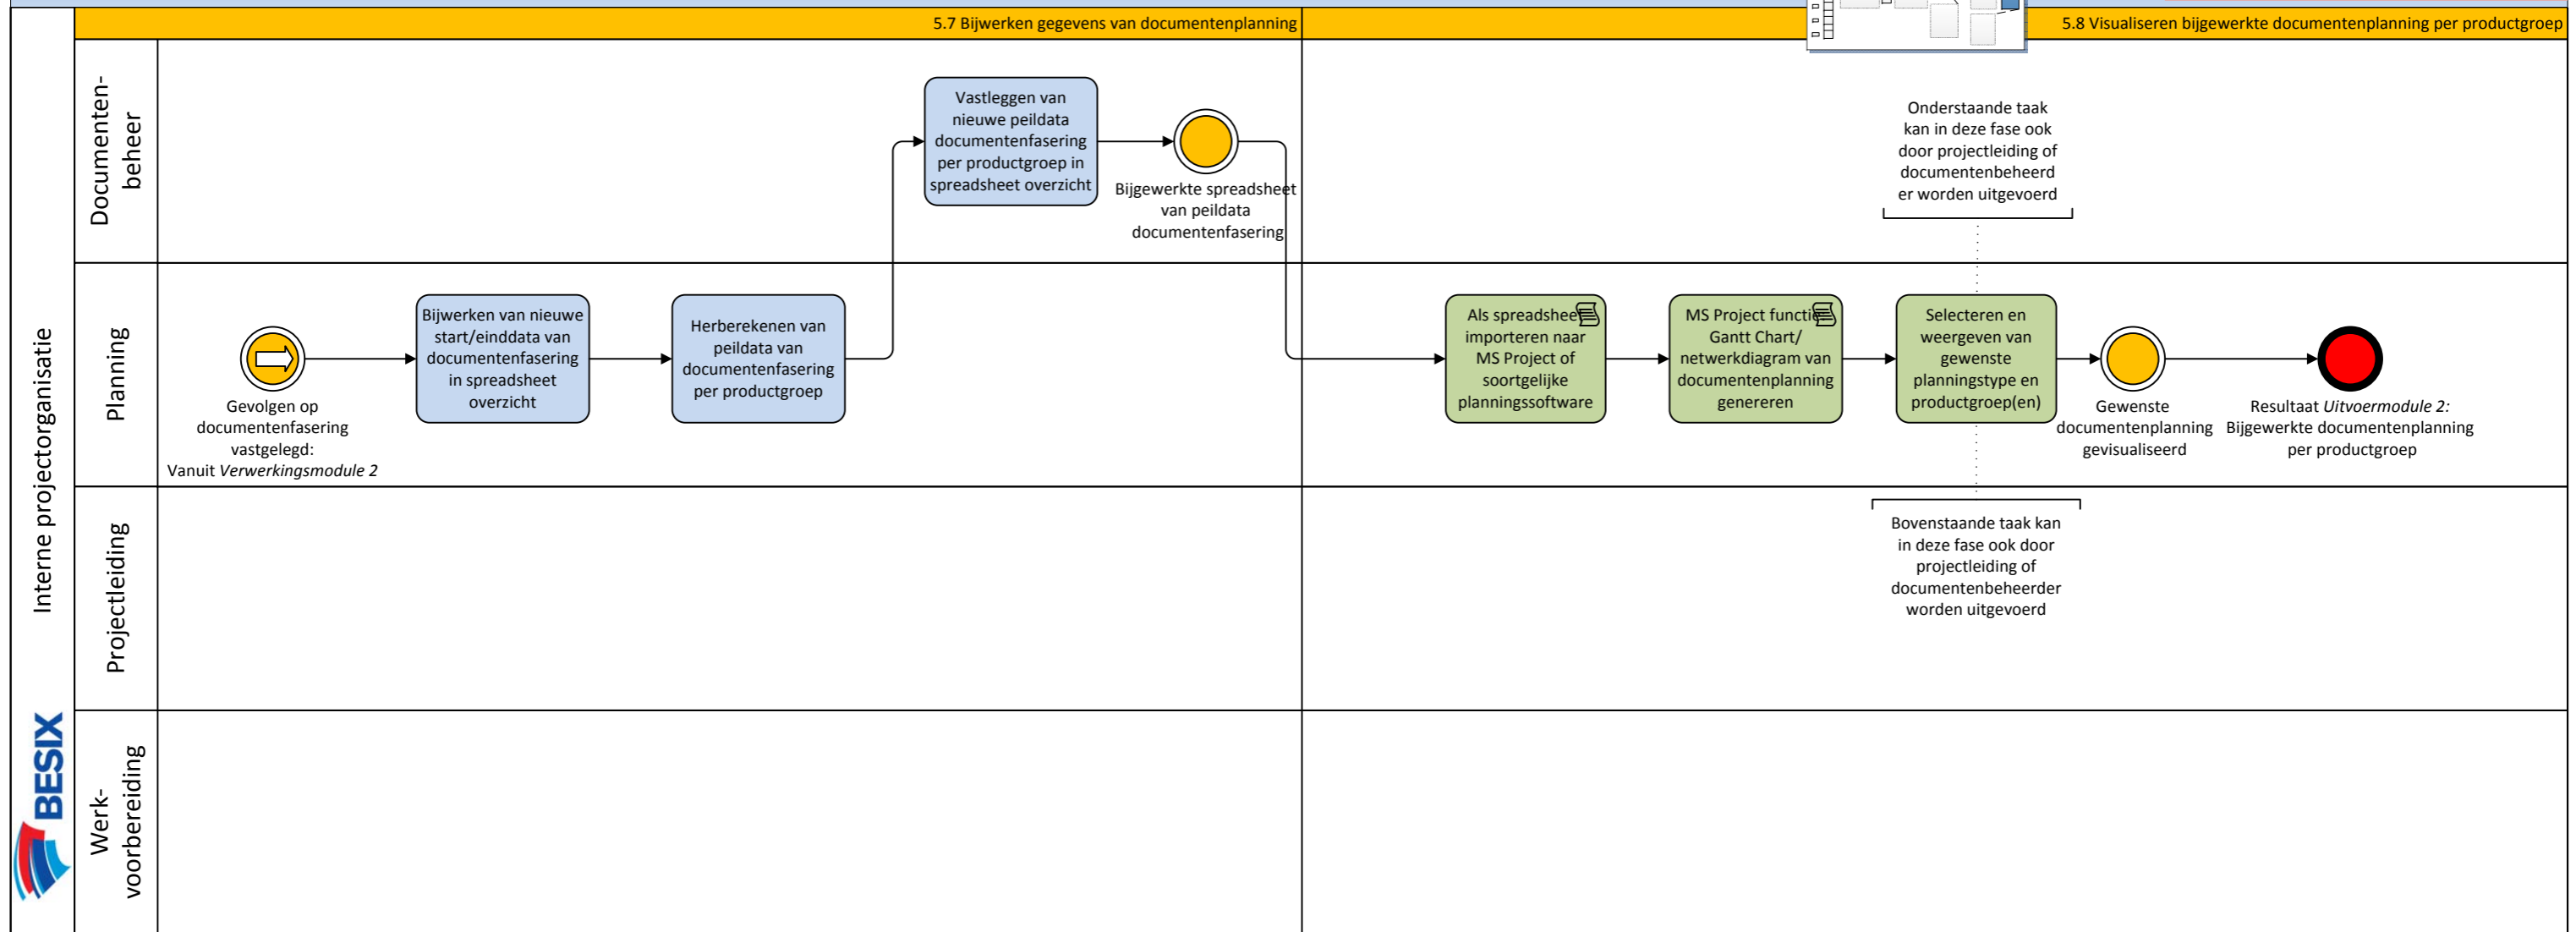 5.7 Bijwerken gegevens van documentenplanning
5.8 Visualiseren bijgewerkte documentenplanning per productgroep
Interne projectorganisatie
BESIX
Documenten-
beheer
Vastleggen van
nieuwe peildata
documentenfasering
per productgroep in
spreadsheet overzicht
Bijgewerkte spreadsheet
van peildata
documentenfasering
Onderstaande taak
kan in deze fase ook
door projectleiding of
documentenbeheerd
er worden uitgevoerd
Planning
Gevolgen op
documentenfasering
vastgelegd:
Vanuit Verwerkingsmodule 2
Bijwerken van nieuwe
start/einddata van
documentenfasering
in spreadsheet
overzicht
Herberekenen van
peildata van
documentenfasering
per productgroep
Als spreadsheet
importeren naar
MS Project of
soortgelijke
planningssoftware
MS Project functie
Gantt Chart/
netwerkdiagram van
documentenplanning
genereren
Selecteren en
weergeven van
gewenste
planningstype en
productgroep(en)
Gewenste
documentenplanning
gevisualiseerd
Resultaat Uitvoermodule 2:
Bijgewerkte documentenplanning
per productgroep
Projectleiding
Bovenstaande taak kan
in deze fase ook door
projectleiding of
documentenbeheerder
worden uitgevoerd
Werk-
voorbereiding